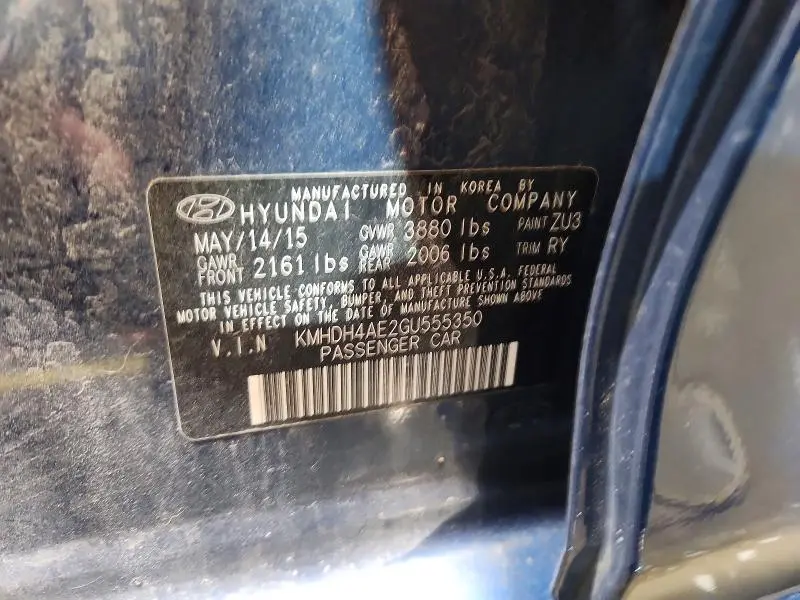 MANUFACTURED IN KOREA BY
HYUNDAI MOTOR COMPANY
MAY/14/15 GVWR 3880 lbs PAINT ZU3
GAWR FRONT 2161 lbs GAWR REAR 2006 lbs TRIM RY
THIS VEHICLE CONFORMS TO ALL APPLICABLE U.S.A. FEDERAL
MOTOR VEHICLE SAFETY, BUMPER, AND THEFT PREVENTION STANDARDS
IN EFFECT ON THE DATE OF MANUFACTURE SHOWN ABOVE
V.I.N KMHDH4AE2GU555350
PASSENGER CAR